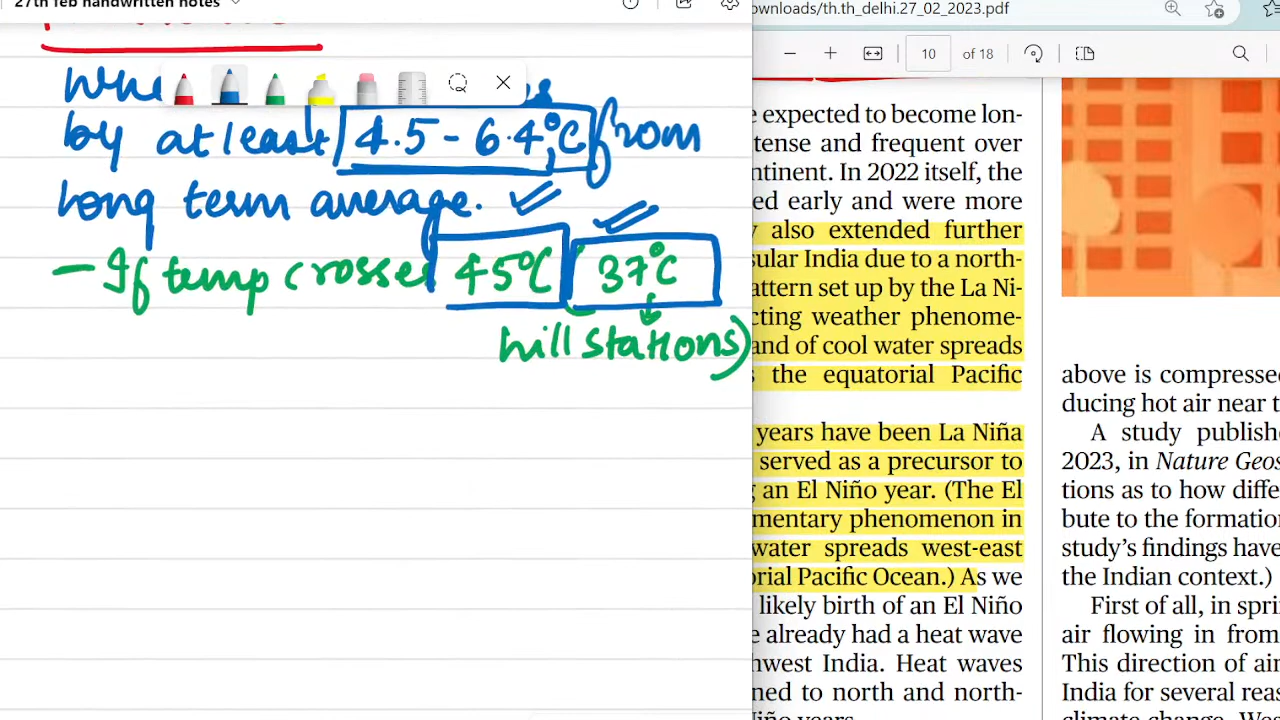 27th feb handwritten notes
by at least 4.5 - 6.4°C from
long term average.
- If temp crosses 45°C (37°C
hill stations)
ownloads/th.th_delhi.27_02_2023.pdf
10 of 18
e expected to become lon-
tense and frequent over
ntinent. In 2022 itself, the
ed early and were more
y also extended further
sular India due to a north-
attern set up by the La Ni-
cting weather phenome-
and of cool water spreads
s the equatorial Pacific
years have been La Niña
served as a precursor to
g an El Niño year. (The El
mentary phenomenon in
water spreads west-east
orial Pacific Ocean.) As we
likely birth of an El Niño
e already had a heat wave
hwest India. Heat waves
ned to north and north-
Niño years.
above is compressed
ducing hot air near t
A study publishe
2023, in Nature Geos
tions as to how diffe
bute to the formation
study's findings have
the Indian context.)
First of all, in spri
air flowing in from
This direction of air
India for several reas